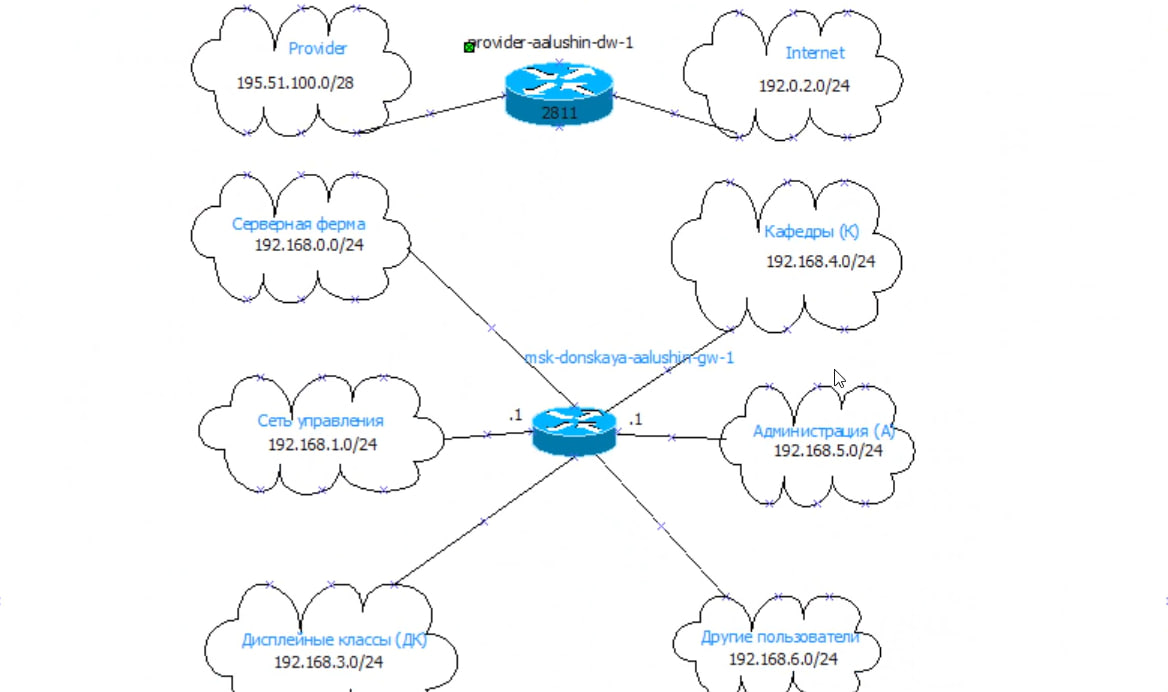 provider-aalushin-dw-1
Provider
195.51.100.0/28
2811
Internet
192.0.2.0/24
Серверная ферма
192.168.0.0/24
Кафедры (К)
192.168.4.0/24
msk-donskaya-aalushin-gw-1
Сеть управления
192.168.1.0/24
.1
.1
Администрация (А)
192.168.5.0/24
Дисплейные классы (ДК)
192.168.3.0/24
Другие пользователи
192.168.6.0/24